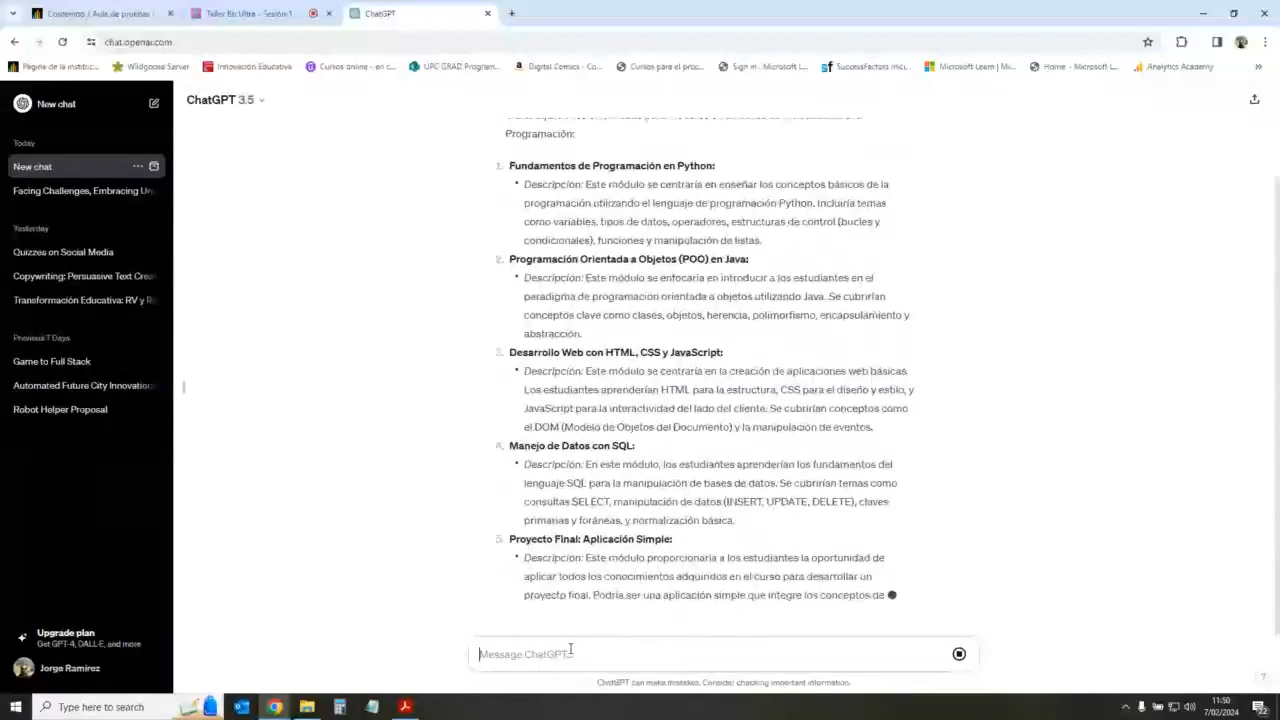 Contenido / Aula de pruebas
Taller Bb Ultra – Sesión 1
ChatGPT
chat.openai.com
Página de la instituc...
Wildgoose Server
Innovación Educativa
Cursos online - en c...
UPC GRAD Program...
Digital Comics - Co...
Cursos para el proc...
Sign in - Microsoft L...
SuccessFactors Inici...
Microsoft Learn | Mi...
Home - Microsoft L...
Analytics Academy
New chat
ChatGPT 3.5
Today
New chat
Facing Challenges, Embracing Un
Yesterday
Quizzes on Social Media
Copywriting: Persuasive Text Crea
Transformación Educativa: RV y R
Previous 7 Days
Game to Full Stack
Automated Future City Innovation
Robot Helper Proposal
Upgrade plan
Get GPT-4, DALL·E, and more
Jorge Ramirez
Programación:
1. Fundamentos de Programación en Python:
• Descripción: Este módulo se centraría en enseñar los conceptos básicos de la
programación utilizando el lenguaje de programación Python. Incluiría temas
como variables, tipos de datos, operadores, estructuras de control (bucles y
condicionales), funciones y manipulación de listas.
2. Programación Orientada a Objetos (POO) en Java:
• Descripción: Este módulo se enfocaría en introducir a los estudiantes en el
paradigma de programación orientada a objetos utilizando Java. Se cubrirían
conceptos clave como clases, objetos, herencia, polimorfismo, encapsulamiento y
abstracción.
3. Desarrollo Web con HTML, CSS y JavaScript:
• Descripción: Este módulo se centraría en la creación de aplicaciones web básicas.
Los estudiantes aprenderían HTML para la estructura, CSS para el diseño y estilo, y
JavaScript para la interactividad del lado del cliente. Se cubrirían conceptos como
el DOM (Modelo de Objetos del Documento) y la manipulación de eventos.
4. Manejo de Datos con SQL:
• Descripción: En este módulo, los estudiantes aprenderían los fundamentos del
lenguaje SQL para la manipulación de bases de datos. Se cubrirían temas como
consultas SELECT, manipulación de datos (INSERT, UPDATE, DELETE), claves
primarias y foráneas, y normalización básica.
5. Proyecto Final: Aplicación Simple:
• Descripción: Este módulo proporcionaría a los estudiantes la oportunidad de
aplicar todos los conocimientos adquiridos en el curso para desarrollar un
proyecto final. Podría ser una aplicación simple que integre los conceptos de
Message ChatGPT...
ChatGPT can make mistakes. Consider checking important information.
Type here to search
11:50
7/02/2024
22